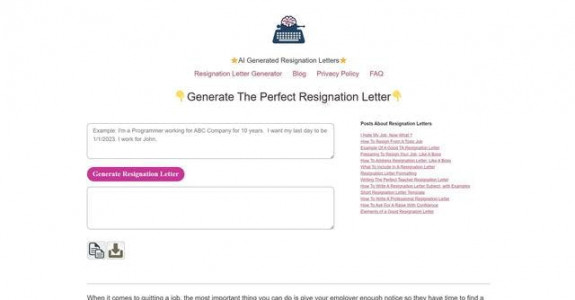 ⭐AI Generated Resignation Letters⭐
Resignation Letter Generator Blog Privacy Policy FAQ
👇Generate The Perfect Resignation Letter👇
Example: I'm a Programmer working for ABC Company for 10 years. I want my last day to be
1/1/2023. I work for John.
Generate Resignation Letter
Posts About Resignation Letters
I Hate My Job, Now What ?
How To Resign From A Toxic Job
Example Of A Good TA Resignation Letter
Preparing To Resign Your Job, Like A Boss
How To Address Resignation Letter, Like A Boss
What To Include In A Resignation Letter
Resignation Letter Formatting
Writing The Perfect Teacher Resignation Letter
How To Write A Resignation Letter Subject, with Examples
Short Resignation Letter Template
How To Write A Professional Resignation Letter
How To Ask For A Raise With Confidence
Elements of a Good Resignation Letter
When it comes to quitting a job, the most important thing you can do is give your employer enough notice so they have time to find a